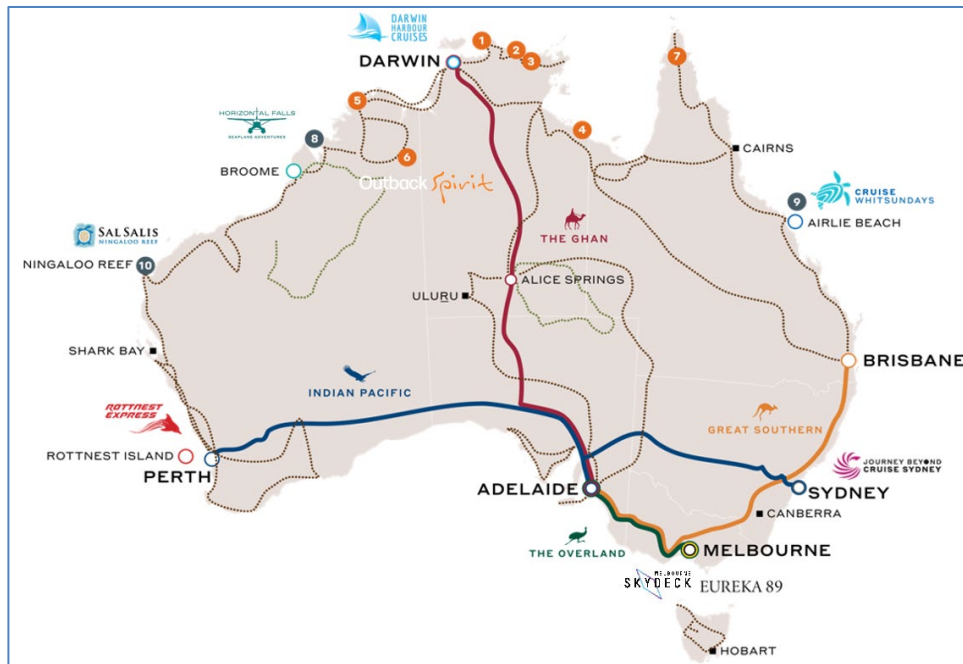 DARWIN
HARBOUR
CRUISES
1
2
3
DARWIN
7
HORIZONTAL FALLS
SEAPLANE ADVENTURES
5
4
8
6
BROOME
Outback Spirit
CAIRNS
CRUISE
WHITSUNDAYS
9
AIRLIE BEACH
THE GHAN
SAL SALIS
NINGALOO REEF
NINGALOO REEF 10
ALICE SPRINGS
ULURU
SHARK BAY
BRISBANE
INDIAN PACIFIC
ROTTNEST
EXPRESS
GREAT SOUTHERN
ROTTNEST ISLAND
PERTH
JOURNEY BEYOND
CRUISE SYDNEY
ADELAIDE
SYDNEY
CANBERRA
THE OVERLAND
MELBOURNE
MELBOURNE
SKYDECK
EUREKA 89
HOBART